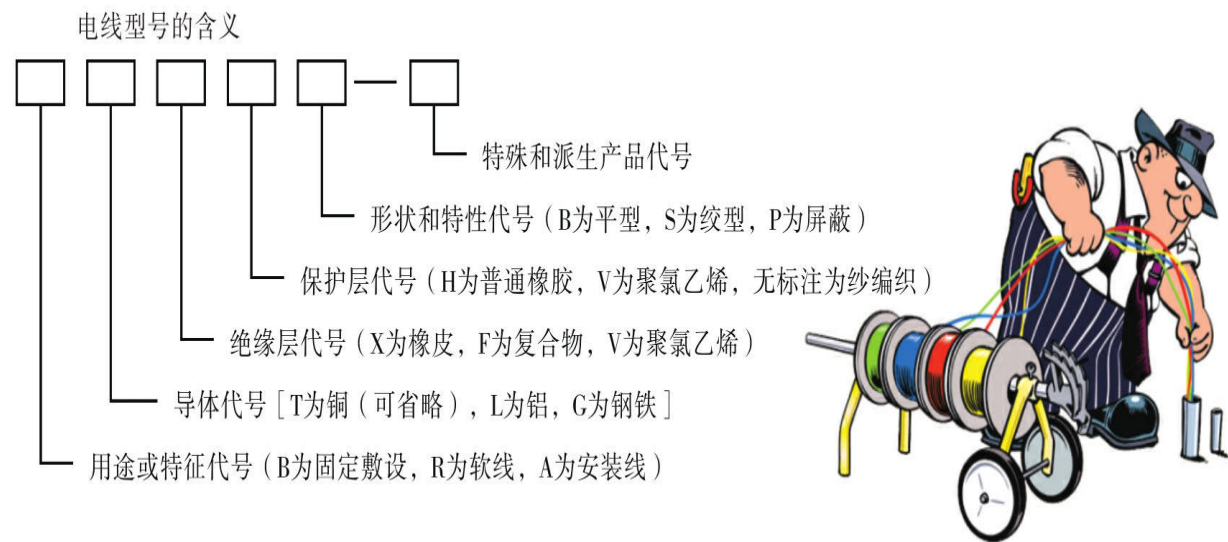 电线型号的含义
特殊和派生产品代号
形状和特性代号（B为平型，S为绞型，P为屏蔽）
保护层代号（H为普通橡胶，V为聚氯乙烯，无标注为纱编织）
绝缘层代号（X为橡皮，F为复合物，V为聚氯乙烯）
导体代号［T为铜（可省略），L为铝，G为钢铁］
用途或特征代号（B为固定敷设，R为软线，A为安装线）